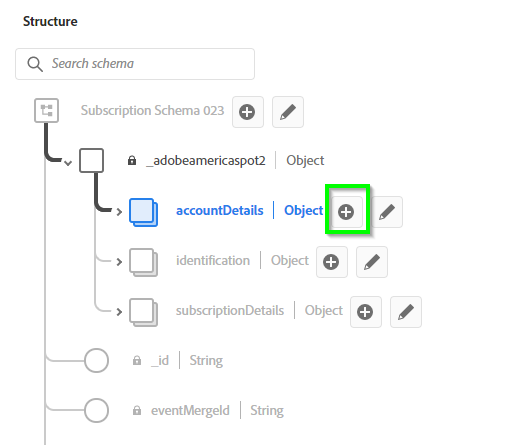 Structure
Search schema
Subscription Schema 023
_adobeamericaspot2 Object
accountDetails Object
identification Object
subscriptionDetails Object
_id String
eventMergeId String